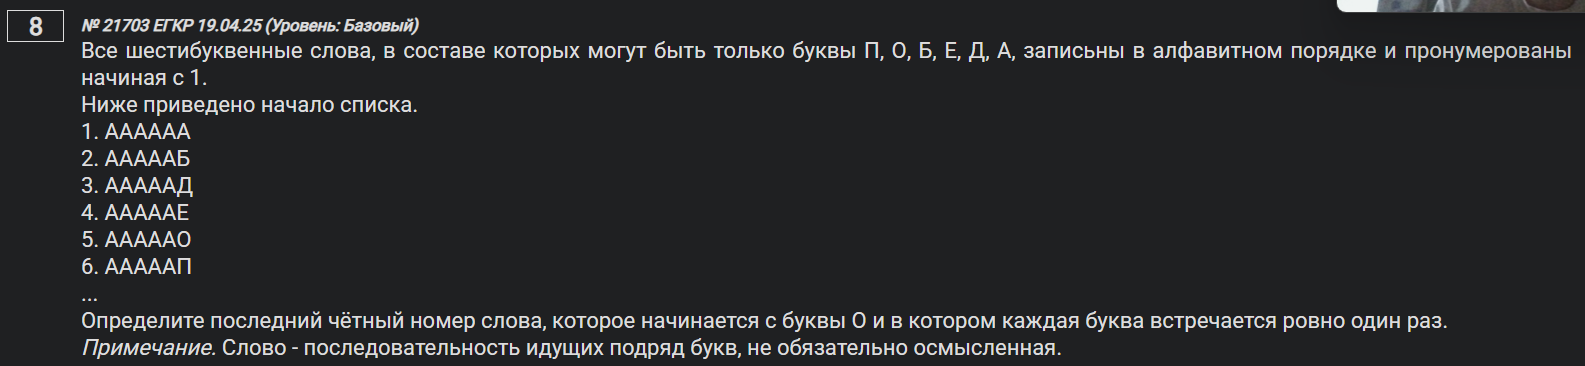 8
№ 21703 ЕГКР 19.04.25 (Уровень: Базовый)
Все шестибуквенные слова, в составе которых могут быть только буквы П, О, Б, Е, Д, А, записьны в алфавитном порядке и пронумерованы
начиная с 1.
Ниже приведено начало списка.
1. АААААА
2. АААААБ
3. АААААД
4. АААААЕ
5. АААААО
6. АААААП
...
Определите последний чётный номер слова, которое начинается с буквы О и в котором каждая буква встречается ровно один раз.
Примечание. Слово - последовательность идущих подряд букв, не обязательно осмысленная.